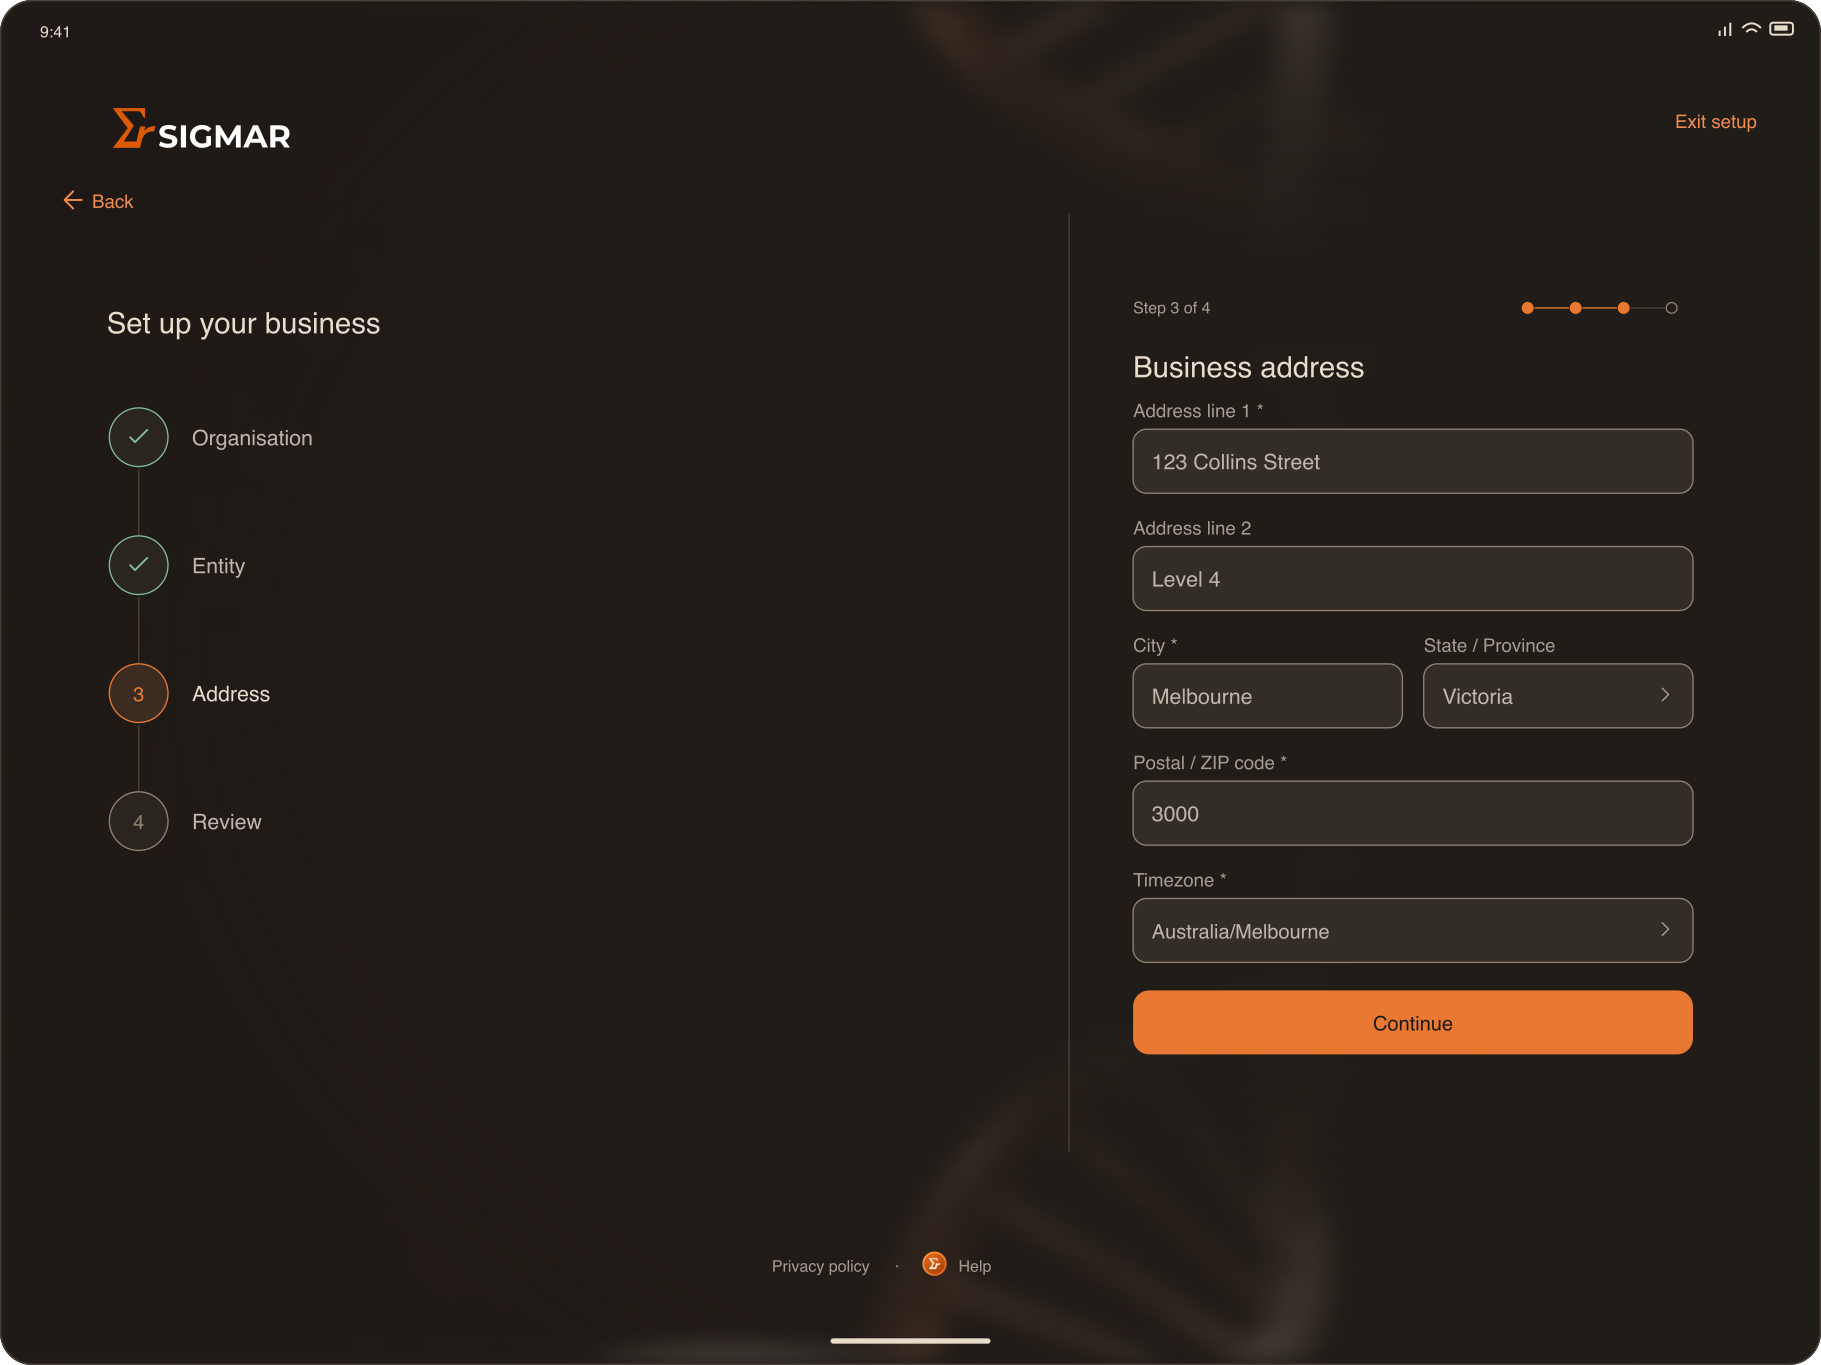 9:41
SIGMAR
Exit setup
Back
Set up your business
Organisation
Entity
3 Address
4 Review
Step 3 of 4
Business address
Address line 1 *
123 Collins Street
Address line 2
Level 4
City * State / Province
Melbourne Victoria
Postal / ZIP code *
3000
Timezone *
Australia/Melbourne
Continue
Privacy policy · Help